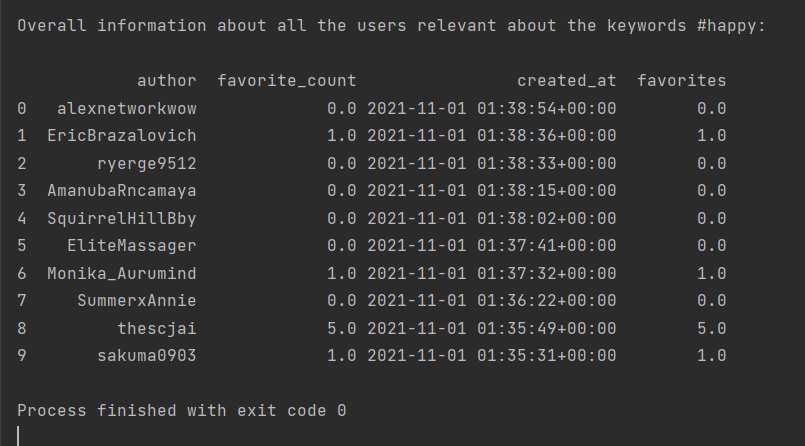 Overall information about all the users relevant about the keywords #happy:
author favorite_count created_at favorites
0 alexnetworkwow 0.0 2021-11-01 01:38:54+00:00 0.0
1 EricBrazalovich 1.0 2021-11-01 01:38:36+00:00 1.0
2 ryerge9512 0.0 2021-11-01 01:38:33+00:00 0.0
3 AmanubaRncamaya 0.0 2021-11-01 01:38:15+00:00 0.0
4 SquirrelHillBby 0.0 2021-11-01 01:38:02+00:00 0.0
5 EliteMassager 0.0 2021-11-01 01:37:41+00:00 0.0
6 Monika_Aurumind 1.0 2021-11-01 01:37:32+00:00 1.0
7 SummerxAnnie 0.0 2021-11-01 01:36:22+00:00 0.0
8 thescjai 5.0 2021-11-01 01:35:49+00:00 5.0
9 sakuma0903 1.0 2021-11-01 01:35:31+00:00 1.0
Process finished with exit code 0